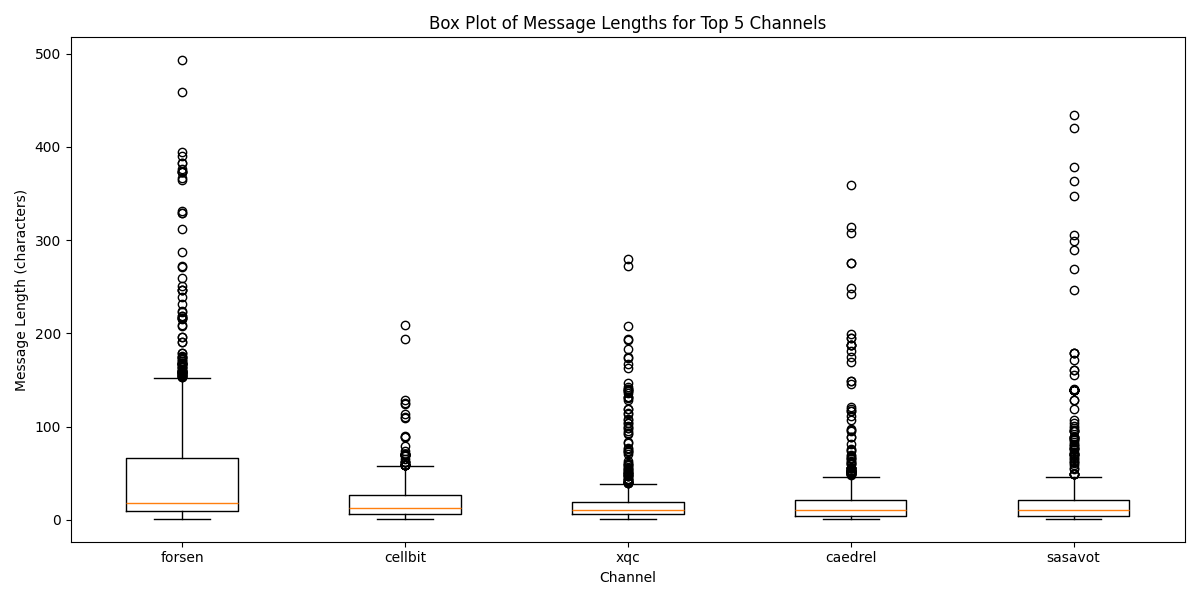 Box Plot of Message Lengths for Top 5 Channels
500
400
300
200
100
0
Message Length (characters)
forsen cellbit xqc caedrel sasavot
Channel